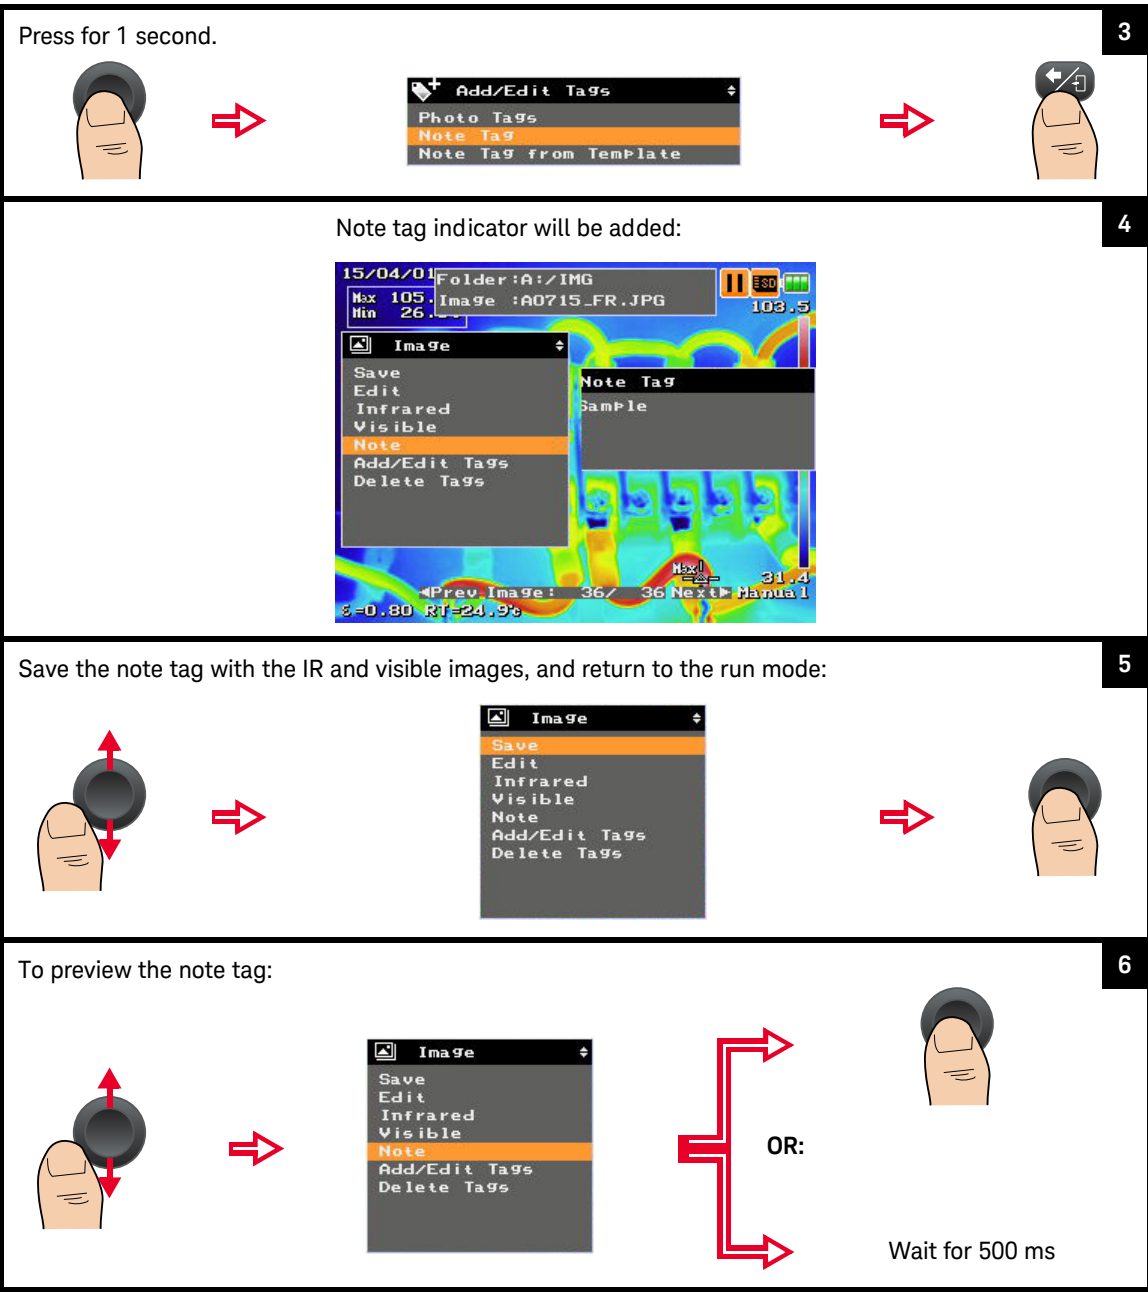 Press for 1 second.
3
Add/Edit Tags
Photo Tags
Note Tag
Note Tag from Template
Note tag indicator will be added:
4
15/04/01
Folder:A:/IMG
Image :A0715_FR.JPG
Max 105.
Min 26.
SD
103.5
Image
Save
Edit
Infrared
Visible
Note
Add/Edit Tags
Delete Tags
Note Tag
Sample
Max
31.4
Prev Image: 36/ 36 Next Manual
ε=0.80 RT=24.9℃
Save the note tag with the IR and visible images, and return to the run mode:
5
Image
Save
Edit
Infrared
Visible
Note
Add/Edit Tags
Delete Tags
To preview the note tag:
6
Image
Save
Edit
Infrared
Visible
Note
Add/Edit Tags
Delete Tags
OR:
Wait for 500 ms